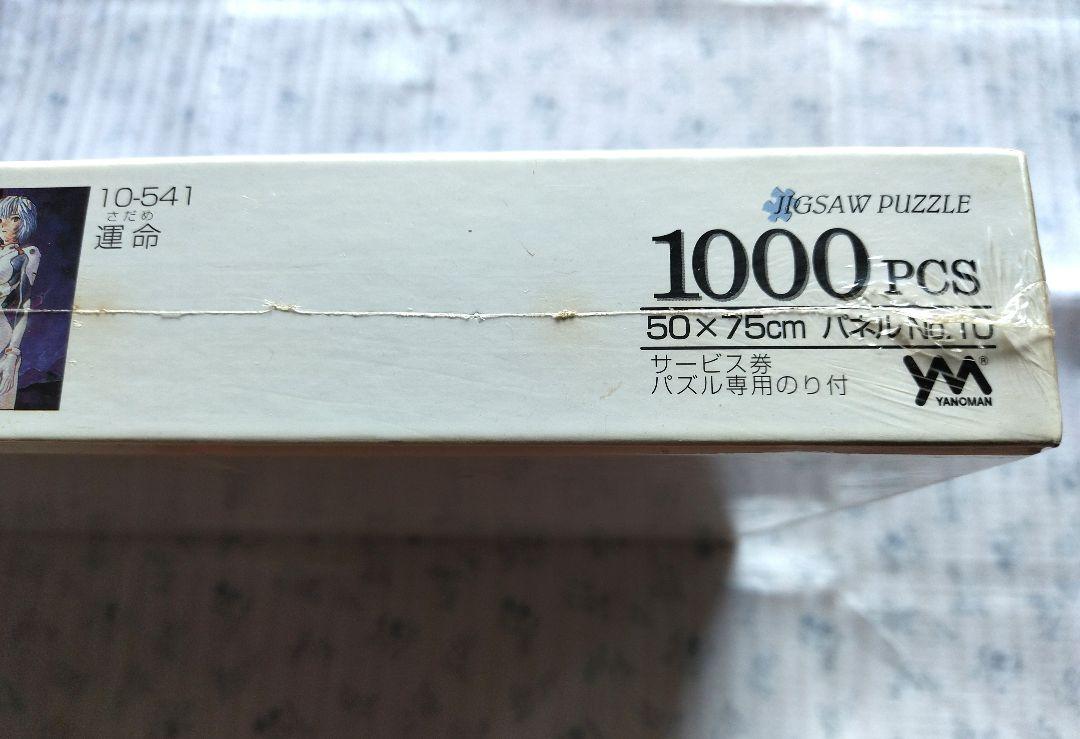 10-541
さだめ
運命
JIGSAW PUZZLE
1000 PCS
50×75cm パネルNo.10
サービス券
パズル専用のり付
YM®
YANOMAN